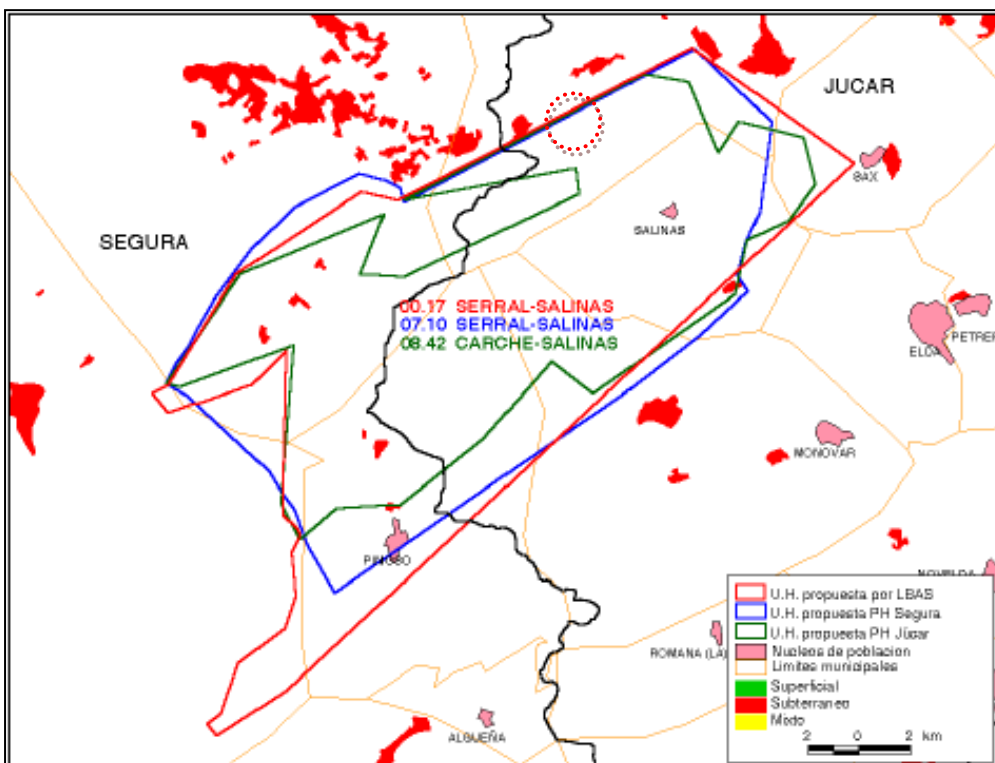 JUCAR
SAX
SEGURA
SALINAS
00.17 SERRAL-SALINAS
07.10 SERRAL-SALINAS
08.42 CARCHE-SALINAS
PETRER
ELDA
MONOVAR
PINOSO
NOVELDA
ROMANA (LA)
ALGUEÑA
U.H. propuesta por LBAS
U.H. propuesta PH Segura
U.H. propuesta PH Júcar
Nucleos de poblacion
Limites municipales
Superficial
Subterraneo
Mixto
2 0 2 km